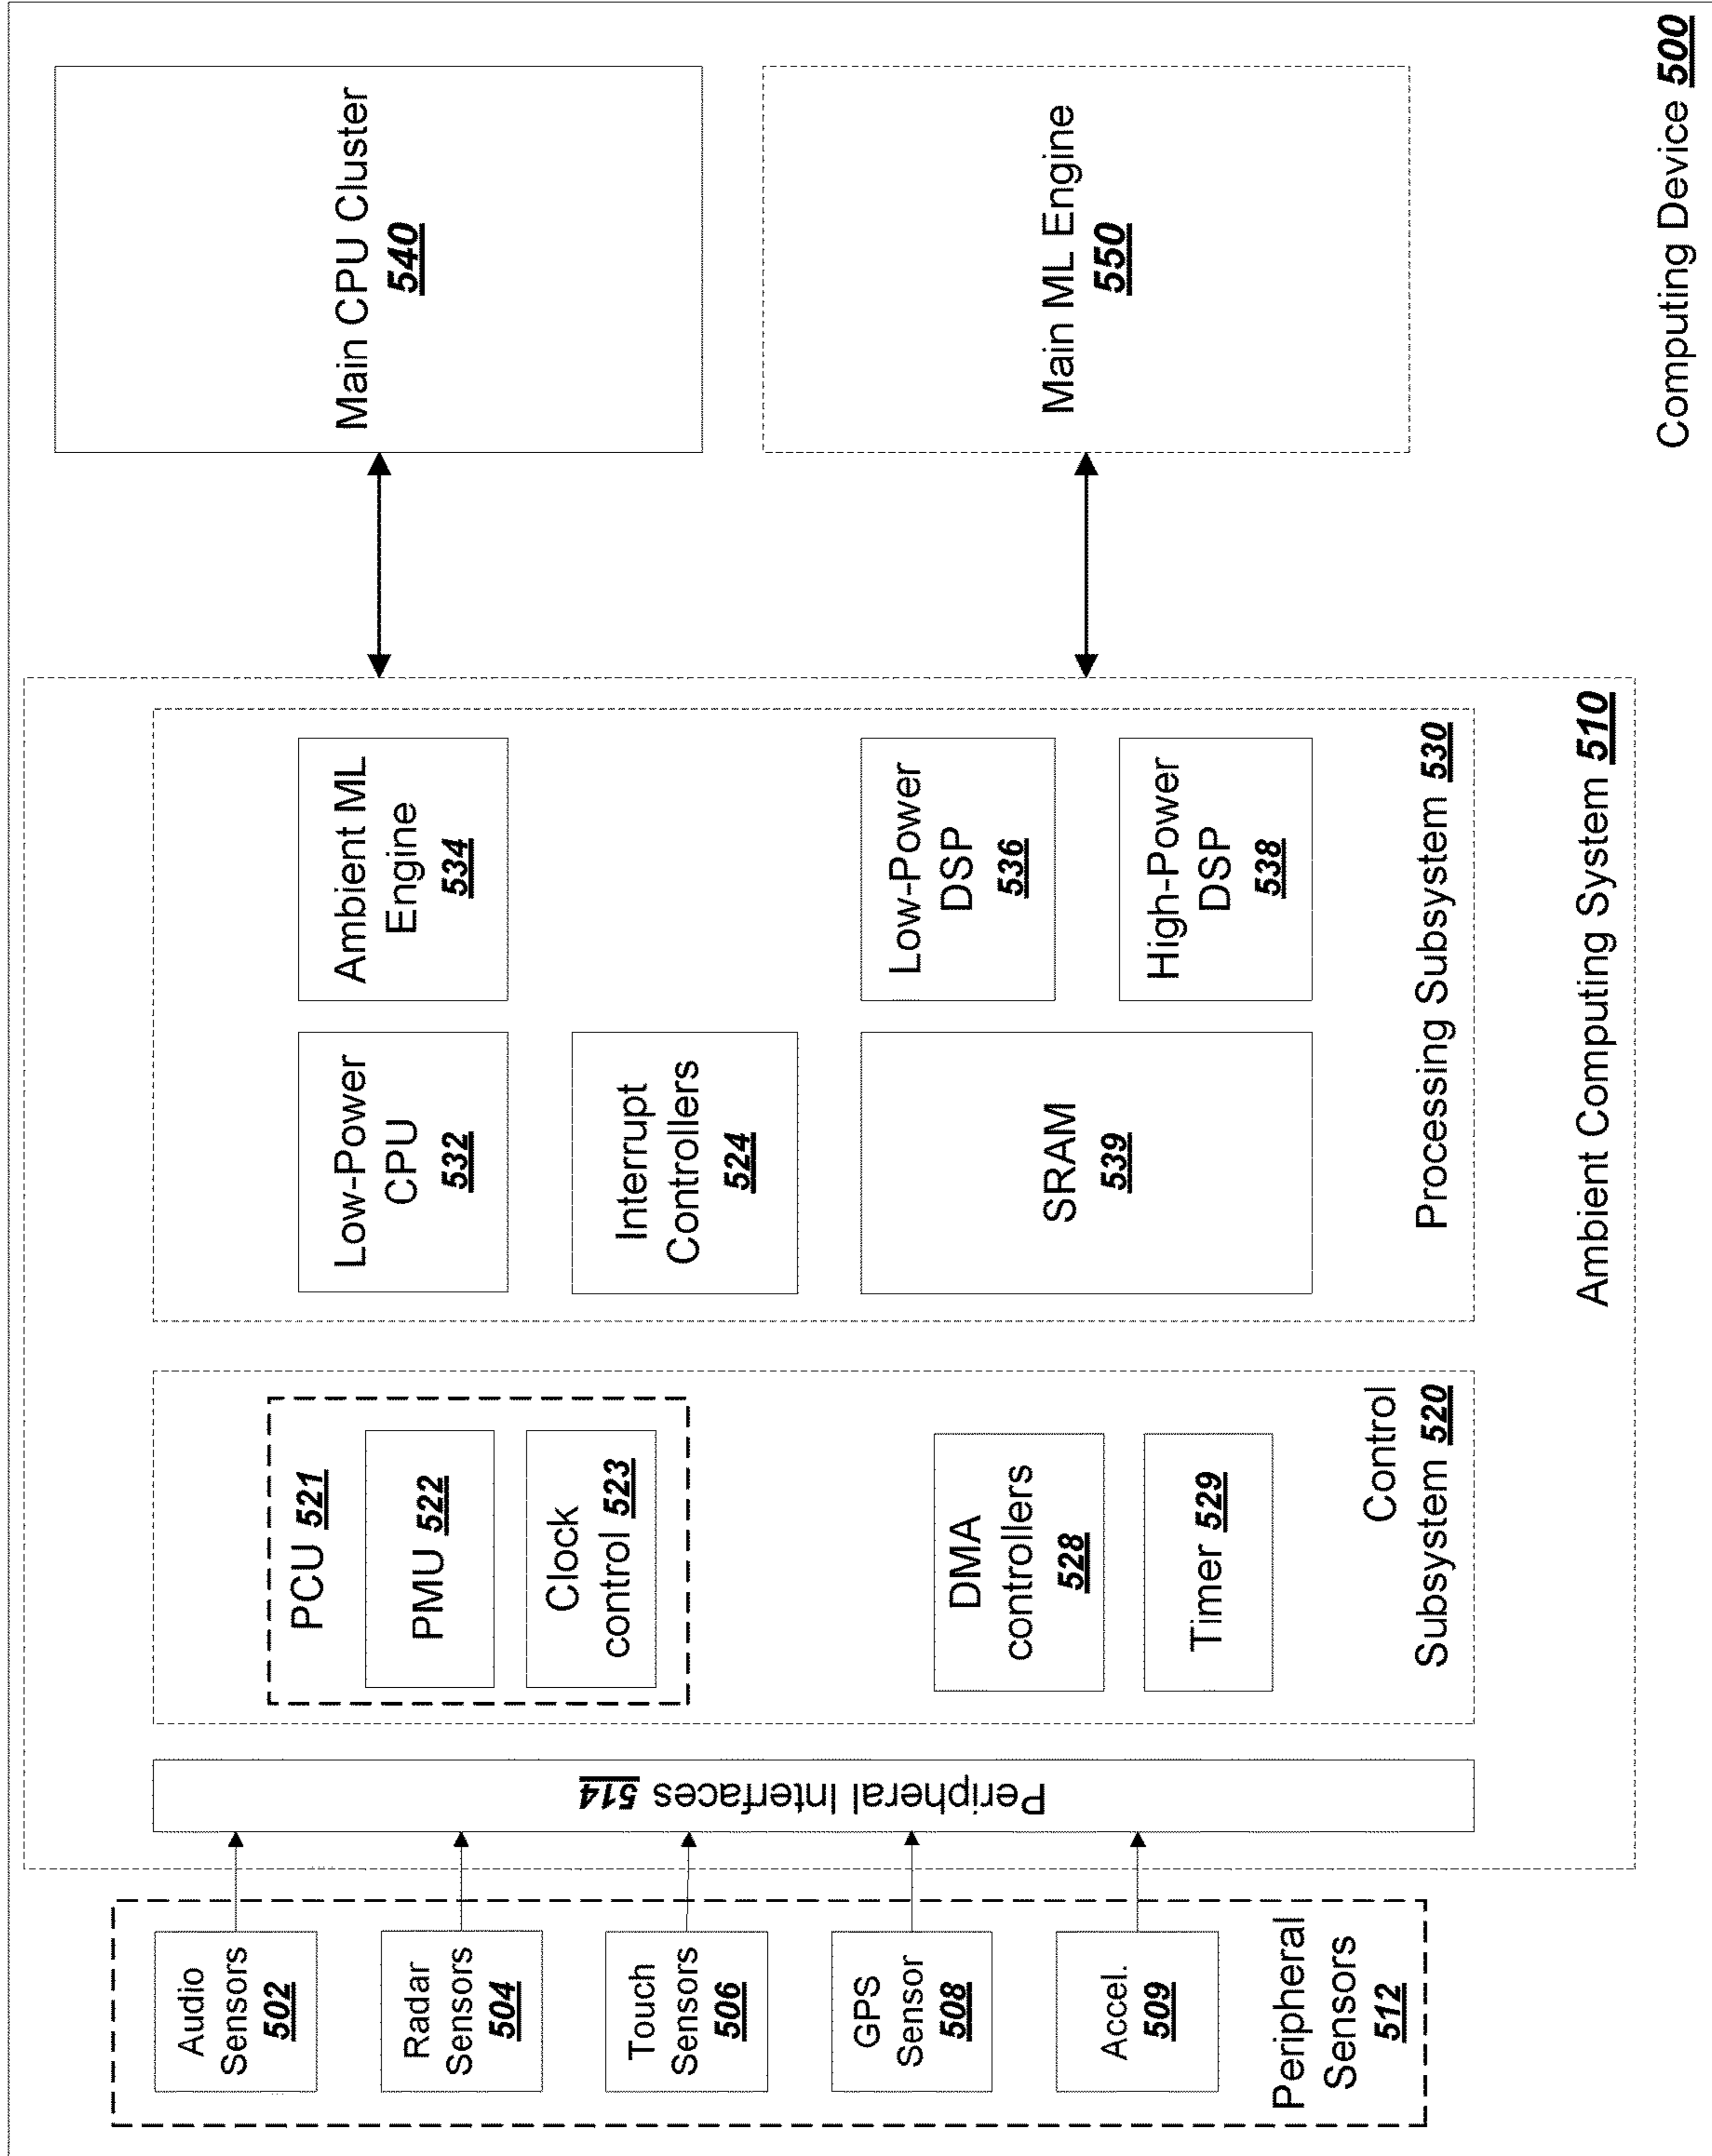 Audio
Sensors
502
Radar
Sensors
504
Touch
Sensors
506
GPS
Sensor
508
Accel.
509
Peripheral
Sensors
512
Peripheral Interfaces 514
PCU 521
PMU 522
Clock
control 523
DMA
controllers
528
Timer 529
Control
Subsystem 520
Low-Power
CPU
532
Ambient ML
Engine
534
Interrupt
Controllers
524
SRAM
539
Low-Power
DSP
536
High-Power
DSP
538
Processing Subsystem 530
Ambient Computing System 510
Main CPU Cluster
540
Main ML Engine
550
Computing Device 500